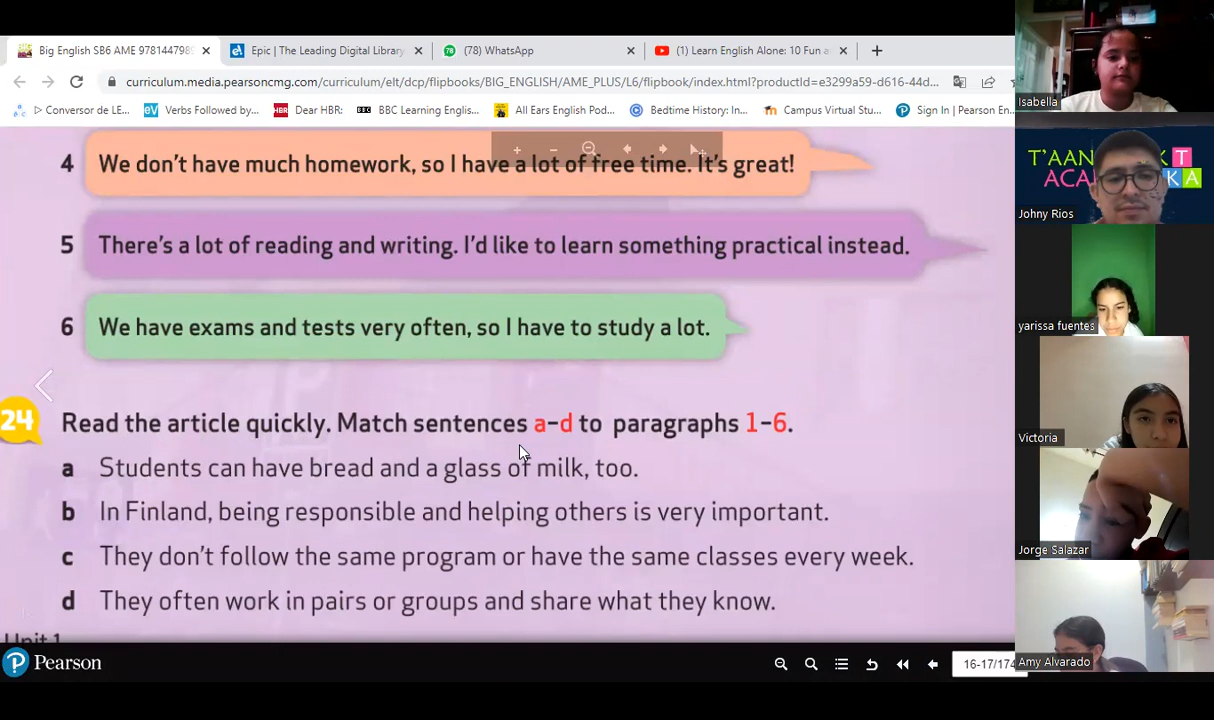 Big English SB6 AME 9781447989
Epic | The Leading Digital Library
(78) WhatsApp
(1) Learn English Alone: 10 Fun a
curriculum.media.pearsoncmg.com/curriculum/elt/dcp/flipbooks/BIG_ENGLISH/AME_PLUS/L6/flipbook/index.html?productId=e3299a59-d616-44d...
Conversor de LE...
Verbs Followed by...
Dear HBR:
BBC Learning Englis...
All Ears English Pod...
Bedtime History: In...
Campus Virtual Stu...
Sign In | Pearson En...
4 We don't have much homework, so I have a lot of free time. It's great!
5 There's a lot of reading and writing. I'd like to learn something practical instead.
6 We have exams and tests very often, so I have to study a lot.
24 Read the article quickly. Match sentences a–d to paragraphs 1–6.
a Students can have bread and a glass of milk, too.
b In Finland, being responsible and helping others is very important.
c They don't follow the same program or have the same classes every week.
d They often work in pairs or groups and share what they know.
Unit 1
Pearson
16-17/174
Isabella
Johny Rios
yarissa fuentes
Victoria
Jorge Salazar
Amy Alvarado